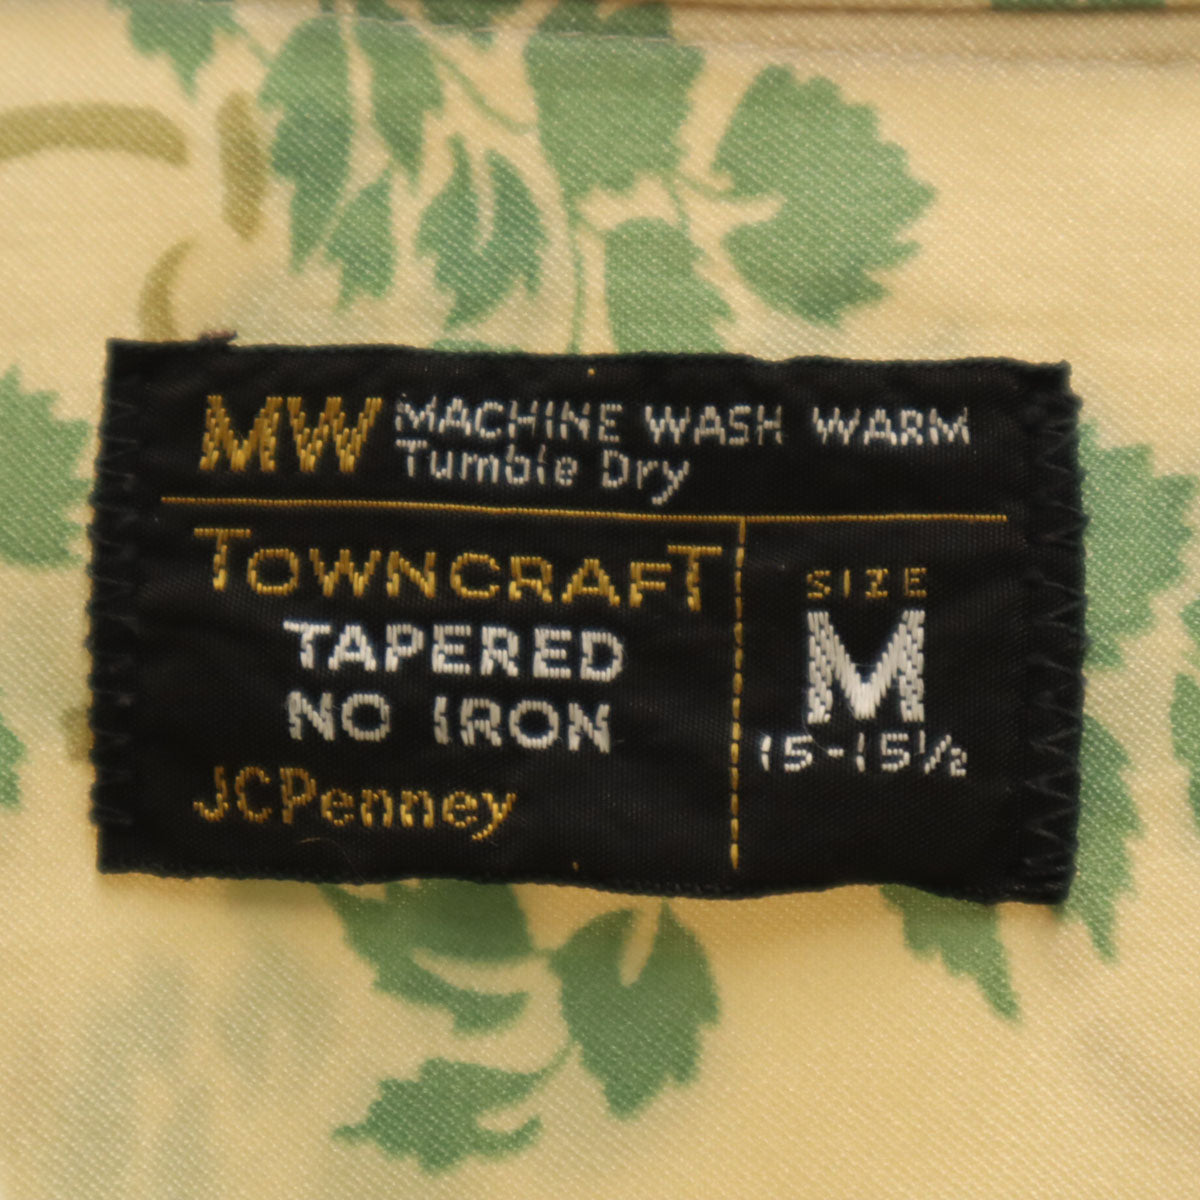 MW MACHINE WASH WARM
Tumble Dry
TOWNCRAFT
TAPERED
NO IRON
JCPenney
SIZE
M
15-15½